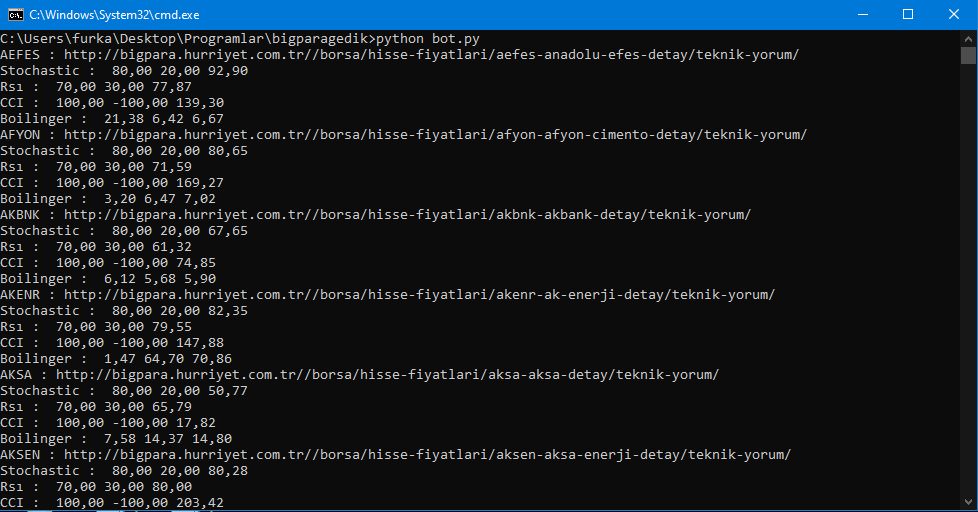 C:\Windows\System32\cmd.exe
C:\Users\furka\Desktop\Programlar\bigparagedik>python bot.py
AEFES : http://bigpara.hurriyet.com.tr//borsa/hisse-fiyatlari/aefes-anadolu-efes-detay/teknik-yorum/
Stochastic :  80,00 20,00 92,90
Rsı :  70,00 30,00 77,87
CCI :  100,00 -100,00 139,30
Boilinger :  21,38 6,42 6,67
AFYON : http://bigpara.hurriyet.com.tr//borsa/hisse-fiyatlari/afyon-afyon-cimento-detay/teknik-yorum/
Stochastic :  80,00 20,00 80,65
Rsı :  70,00 30,00 71,59
CCI :  100,00 -100,00 169,27
Boilinger :  3,20 6,47 7,02
AKBNK : http://bigpara.hurriyet.com.tr//borsa/hisse-fiyatlari/akbnk-akbank-detay/teknik-yorum/
Stochastic :  80,00 20,00 67,65
Rsı :  70,00 30,00 61,32
CCI :  100,00 -100,00 74,85
Boilinger :  6,12 5,68 5,90
AKENR : http://bigpara.hurriyet.com.tr//borsa/hisse-fiyatlari/akenr-ak-enerji-detay/teknik-yorum/
Stochastic :  80,00 20,00 82,35
Rsı :  70,00 30,00 79,55
CCI :  100,00 -100,00 147,88
Boilinger :  1,47 64,70 70,86
AKSA : http://bigpara.hurriyet.com.tr//borsa/hisse-fiyatlari/aksa-aksa-detay/teknik-yorum/
Stochastic :  80,00 20,00 50,77
Rsı :  70,00 30,00 65,79
CCI :  100,00 -100,00 17,82
Boilinger :  7,58 14,37 14,80
AKSEN : http://bigpara.hurriyet.com.tr//borsa/hisse-fiyatlari/aksen-aksa-enerji-detay/teknik-yorum/
Stochastic :  80,00 20,00 80,28
Rsı :  70,00 30,00 80,00
CCI :  100,00 -100,00 203,42